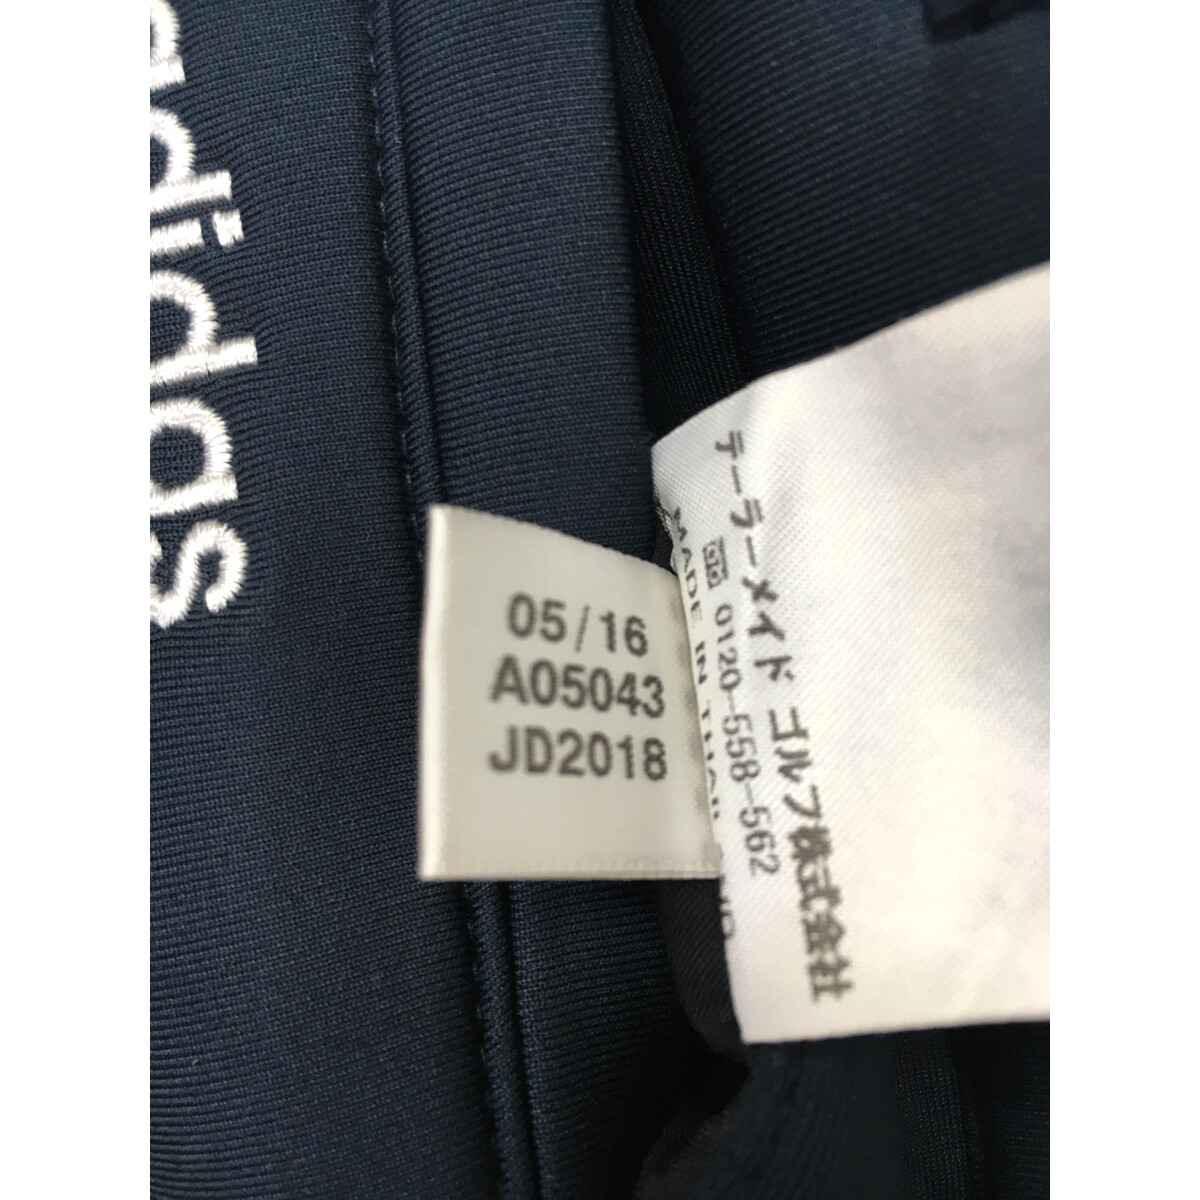 adidas
05/16
A05043
JD2018
テーラーメイド ゴルフ株式会社
0120-558-562
MADE IN THAIL